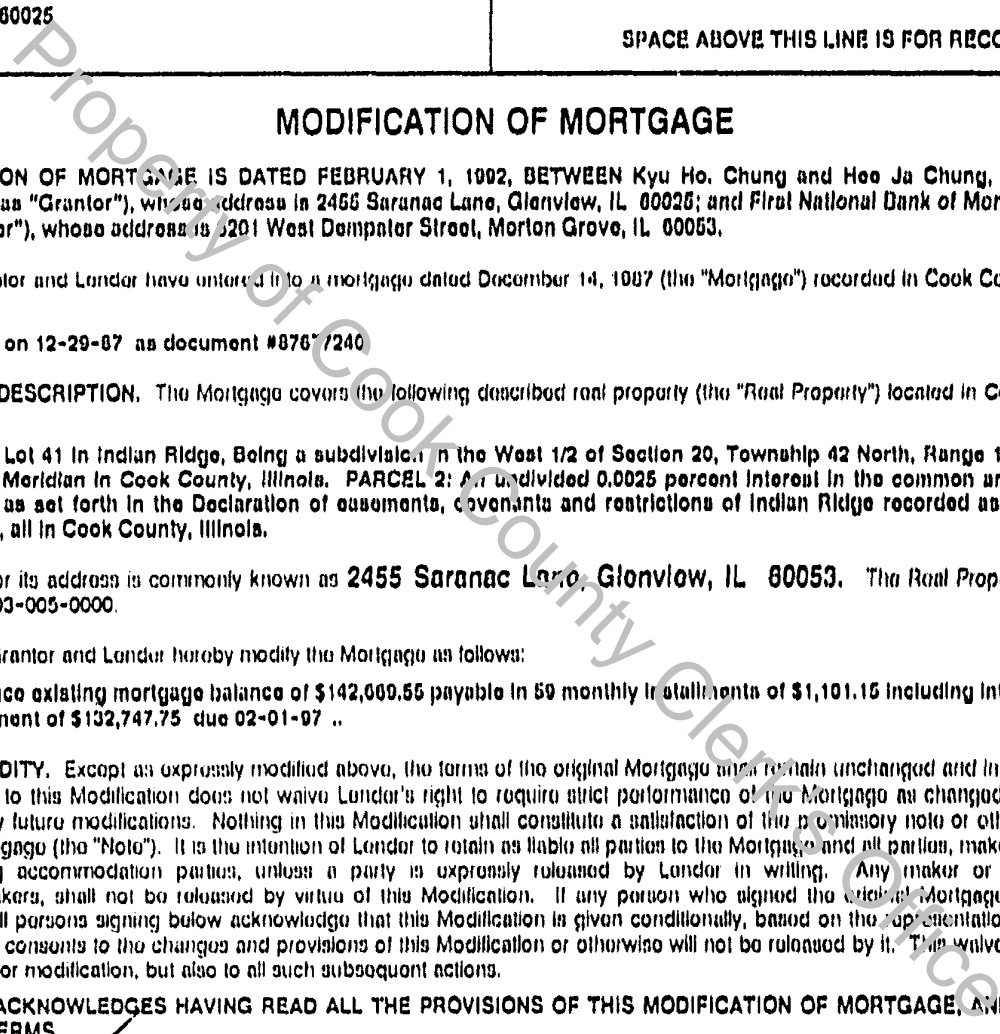 60025
SPACE ABOVE THIS LINE IS FOR RECO
MODIFICATION OF MORTGAGE
ON OF MORTGAGE IS DATED FEBRUARY 1, 1992, BETWEEN Kyu Ho. Chung and Hee Ja Chung,
as "Grantor"), whose address is 2455 Saranac Lane, Glenview, IL 60025; and First National Bank of Mor
or"), whose address is 6201 West Dempster Street, Morton Grove, IL 60053.
ntor and Lender have entered into a mortgage dated December 14, 1987 (the "Mortgage") recorded in Cook Co
on 12-29-87 as document #87677240
DESCRIPTION. The Mortgage covers the following described real property (the "Real Property") located in C
Lot 41 in Indian Ridge, Being a subdivision in the West 1/2 of Section 20, Township 42 North, Range 1
Meridian in Cook County, Illinois. PARCEL 2: An undivided 0.0025 percent interest in the common ar
as set forth in the Declaration of easements, covenants and restrictions of Indian Ridge recorded as
, all in Cook County, Illinois.
or its address is commonly known as 2455 Saranac Lane, Glenview, IL 60053. The Real Prop
03-005-0000.
Grantor and Lender hereby modify the Mortgage as follows:
nce existing mortgage balance of $142,669.55 payable in 59 monthly installments of $1,101.15 including int
ment of $132,747.75 due 02-01-97 ..
DITY. Except as expressly modified above, the terms of the original Mortgage shall remain unchanged and in
to this Modification does not waive Lender's right to require strict performance of the Mortgage as changed
y future modifications. Nothing in this Modification shall constitute a satisfaction of the promissory note or oth
gage (the "Note"). It is the intention of Lender to retain as liable all parties to the Mortgage and all parties, make
g accommodation parties, unless a party is expressly released by Lender in writing. Any maker or
kers, shall not be released by virtue of this Modification. If any person who signed the original Mortgage
ll persons signing below acknowledge that this Modification is given conditionally, based on the representatio
consents to the changes and provisions of this Modification or otherwise will not be released by it. This waive
or modification, but also to all such subsequent actions.
ACKNOWLEDGES HAVING READ ALL THE PROVISIONS OF THIS MODIFICATION OF MORTGAGE, AN
ERMS
Property of Cook County Clerk's Office